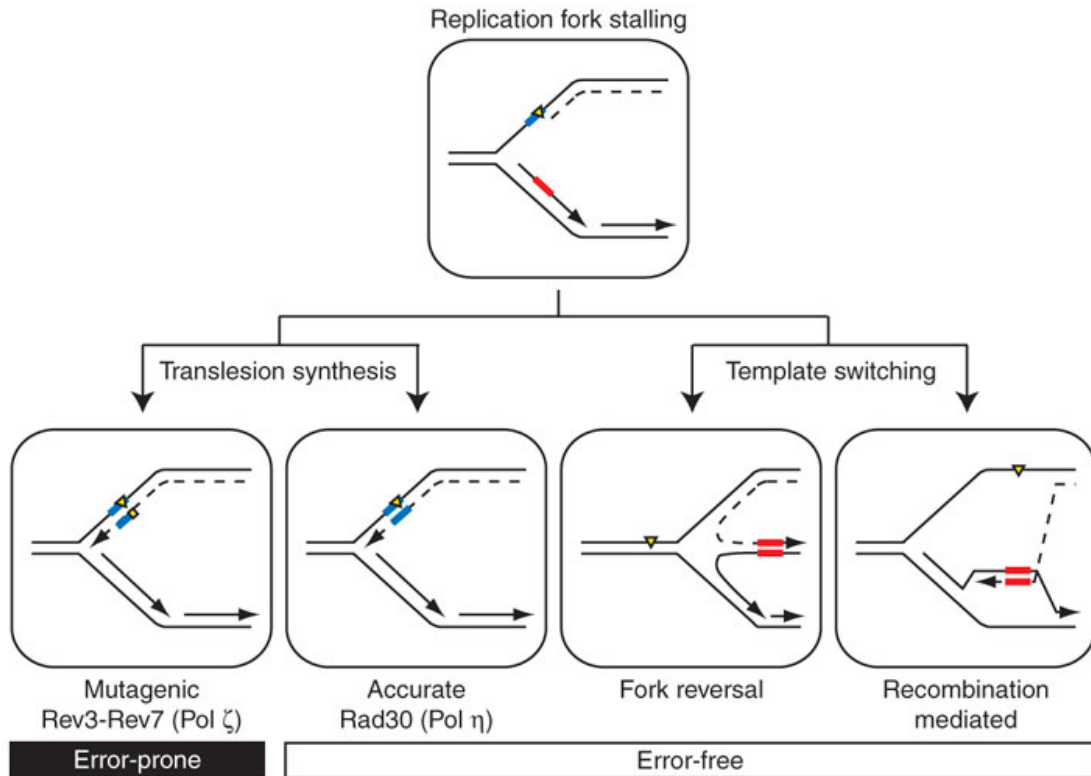 Replication fork stalling
Translesion synthesis
Template switching
Mutagenic
Rev3-Rev7 (Pol ζ)
Accurate
Rad30 (Pol η)
Fork reversal
Recombination
mediated
Error-prone
Error-free